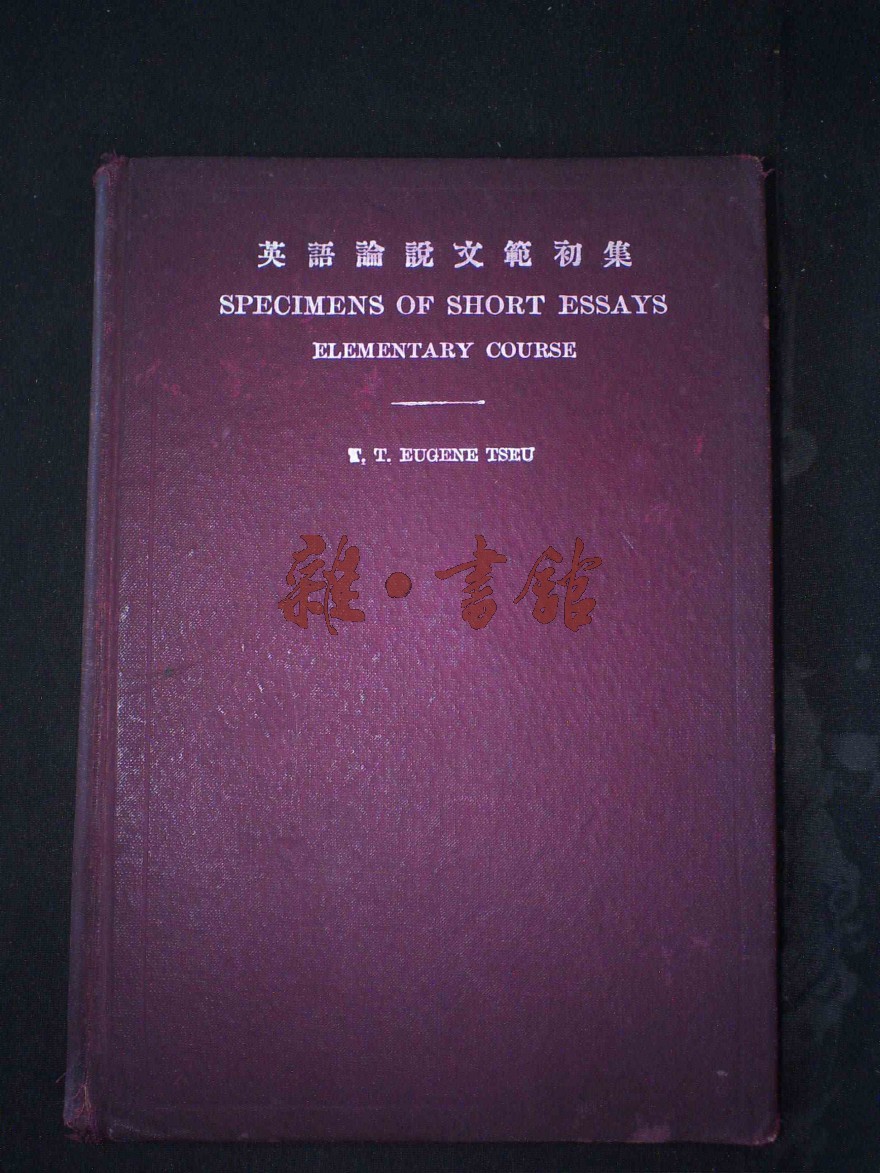 英語論說文範初集
SPECIMENS OF SHORT ESSAYS
ELEMENTARY COURSE
T. T. EUGENE TSEU
雜·書館